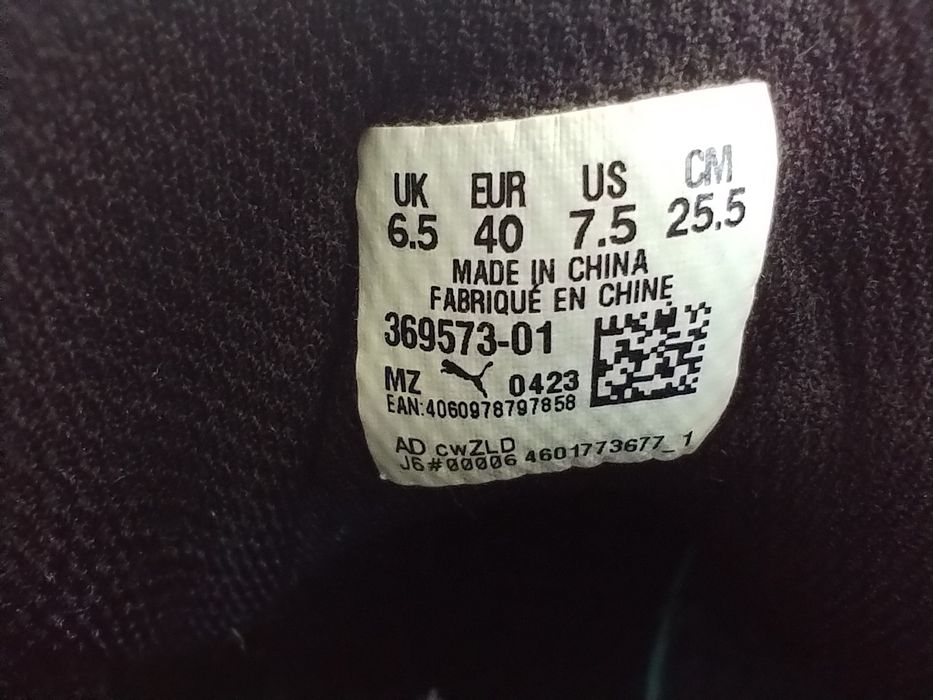 UK EUR US CM
6.5 40 7.5 25.5
MADE IN CHINA
FABRIQUÉ EN CHINE
369573-01
MZ 0423
EAN:4060978797858
AD cwZLD
J6#00006 4601773677_1